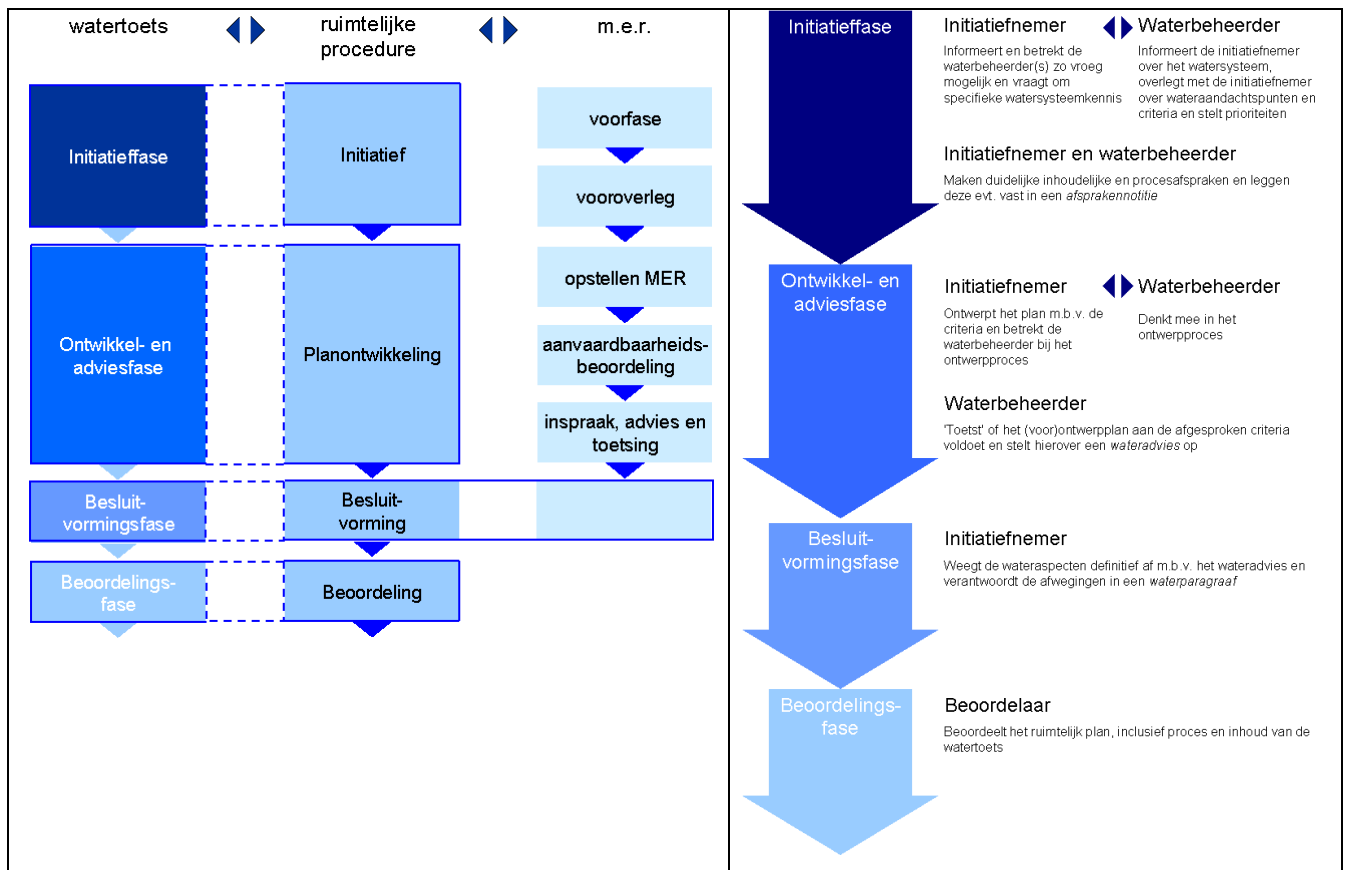 watertoets
ruimtelijke
procedure
m.e.r.
Initiatieffase
Initiatief
voorfase
vooroverleg
Ontwikkel- en
adviesfase
Planontwikkeling
opstellen MER
aanvaardbaarheids-
beoordeling
inspraak, advies en
toetsing
Besluit-
vormingsfase
Besluit-
vorming
Beoordelings-
fase
Beoordeling
Initiatieffase
Initiatiefnemer
Informeert en betrekt de
waterbeheerder(s) zo vroeg
mogelijk en vraagt om
specifieke watersysteemkennis
Waterbeheerder
Informeert de initiatiefnemer
over het watersysteem,
overlegt met de initiatiefnemer
over wateraandachtspunten en
criteria en stelt prioriteiten
Initiatiefnemer en waterbeheerder
Maken duidelijke inhoudelijke en procesafspraken en leggen
deze evt. vast in een afsprakennotitie
Ontwikkel- en
adviesfase
Initiatiefnemer
Ontwerpt het plan m.b.v. de
criteria en betrekt de
waterbeheerder bij het
ontwerpproces
Waterbeheerder
Denkt mee in het
ontwerpproces
Waterbeheerder
'Toetst' of het (voor)ontwerpplan aan de afgesproken criteria
voldoet en stelt hierover een wateradvies op
Besluit-
vormingsfase
Initiatiefnemer
Weegt de wateraspecten definitief af m.b.v. het wateradvies en
verantwoordt de afwegingen in een waterparagraaf
Beoordelings-
fase
Beoordelaar
Beoordeelt het ruimtelijk plan, inclusief proces en inhoud van de
watertoets